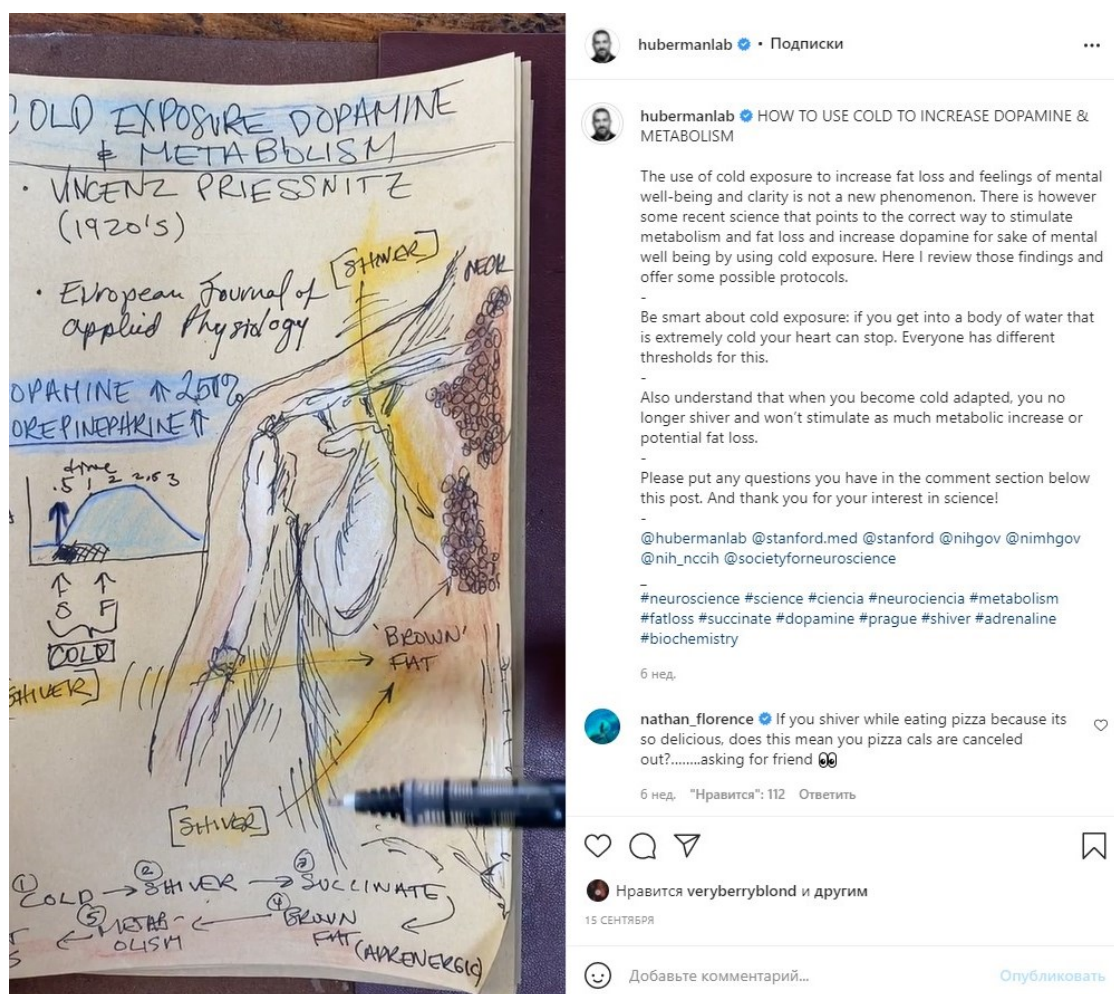 COLD EXPOSURE DOPAMINE
& METABOLISM
• VINCENZ PRIESSNITZ
(1920's)
[SHIVER]
NECK
• European Journal of
applied Physiology
DOPAMINE ⇑ 250%
NOREPINEPHRINE ⇑
time
.5 1 2 2.5 3
S F
COLD
SHIVER]
'BROWN'
FAT
[SHIVER]
① COLD → ② SHIVER → ③ SUCCINATE
⑤ METAB-
OLISM
④ BROWN
FAT (ADRENERGIC)
hubermanlab • Подписки
hubermanlab HOW TO USE COLD TO INCREASE DOPAMINE &
METABOLISM
The use of cold exposure to increase fat loss and feelings of mental
well-being and clarity is not a new phenomenon. There is however
some recent science that points to the correct way to stimulate
metabolism and fat loss and increase dopamine for sake of mental
well being by using cold exposure. Here I review those findings and
offer some possible protocols.
-
Be smart about cold exposure: if you get into a body of water that
is extremely cold your heart can stop. Everyone has different
thresholds for this.
-
Also understand that when you become cold adapted, you no
longer shiver and won't stimulate as much metabolic increase or
potential fat loss.
-
Please put any questions you have in the comment section below
this post. And thank you for your interest in science!
-
@hubermanlab @stanford.med @stanford @nihgov @nimhgov
@nih_nccih @societyforneuroscience
_
#neuroscience #science #ciencia #neurociencia #metabolism
#fatloss #succinate #dopamine #prague #shiver #adrenaline
#biochemistry
6 нед.
nathan_florence If you shiver while eating pizza because its
so delicious, does this mean you pizza cals are canceled
out?........asking for friend 👀
6 нед. "Нравится": 112 Ответить
Нравится veryberryblond и другим
15 СЕНТЯБРЯ
Добавьте комментарий... Опубликовать